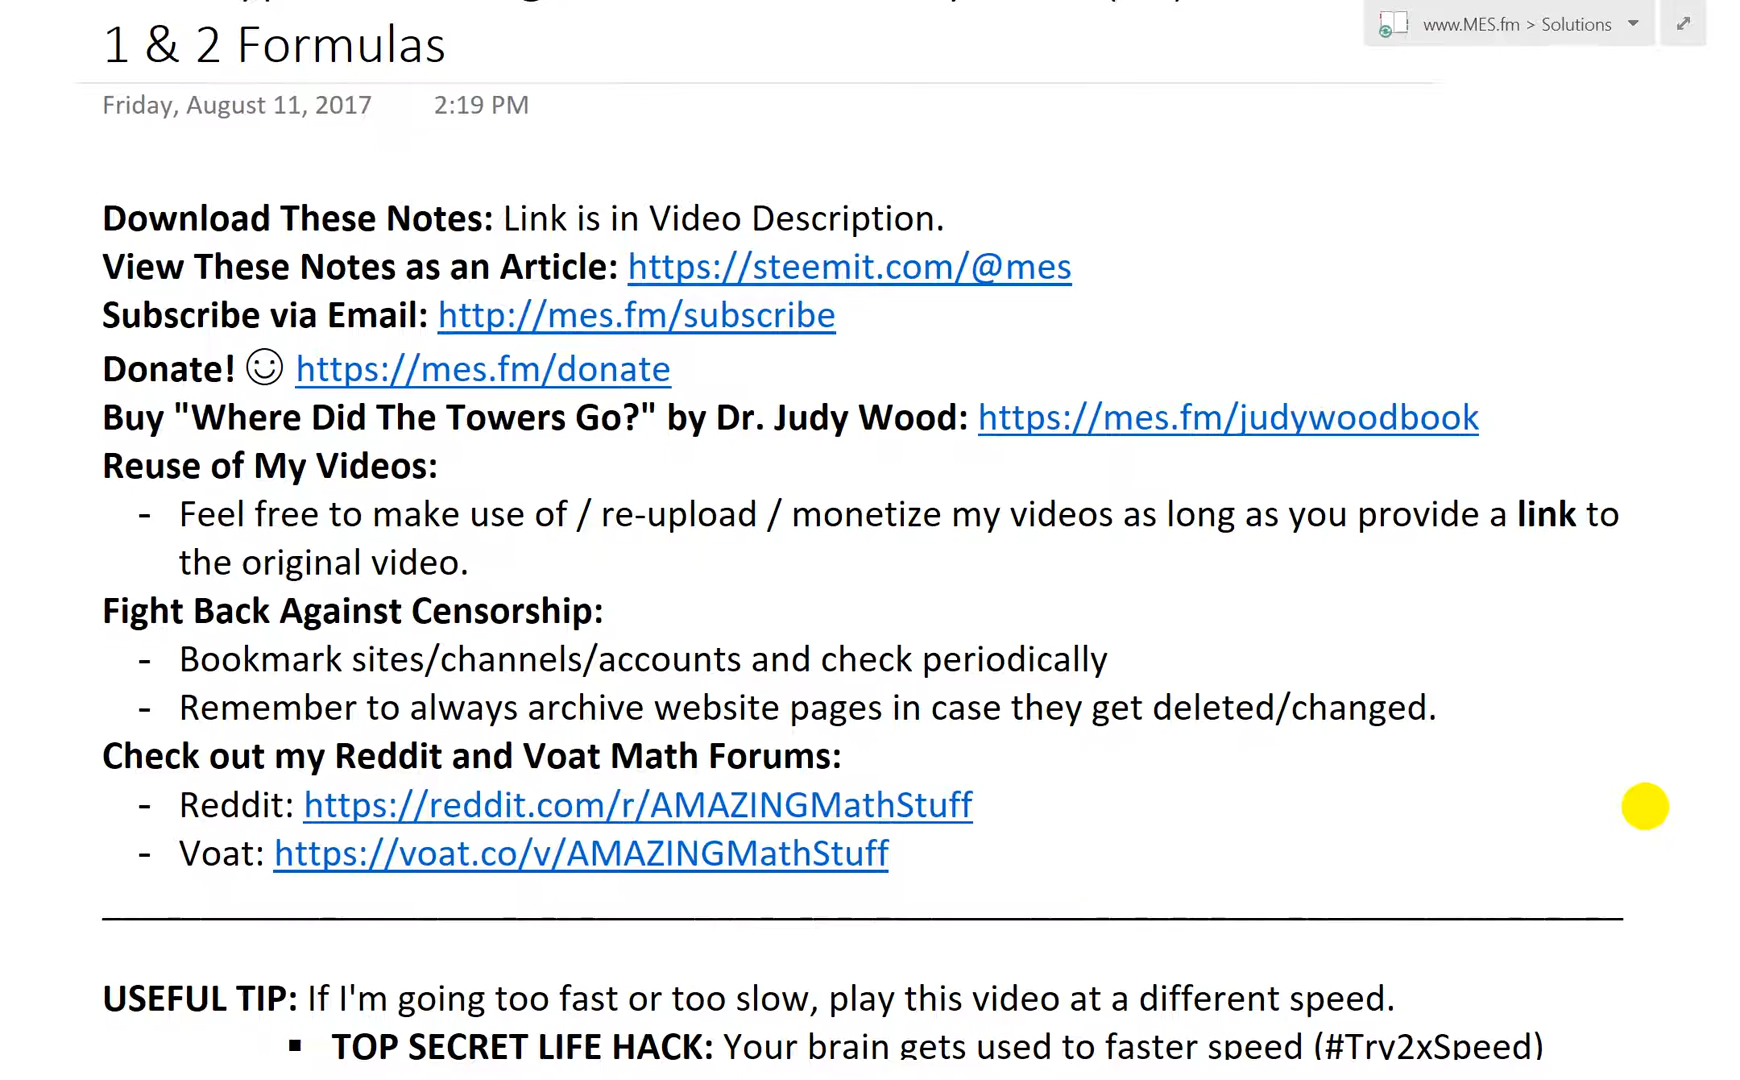 1 & 2 Formulas
www.MES.fm > Solutions
Friday, August 11, 2017 2:19 PM
Download These Notes: Link is in Video Description.
View These Notes as an Article: https://steemit.com/@mes
Subscribe via Email: http://mes.fm/subscribe
Donate! ☺ https://mes.fm/donate
Buy "Where Did The Towers Go?" by Dr. Judy Wood: https://mes.fm/judywoodbook
Reuse of My Videos:
- Feel free to make use of / re-upload / monetize my videos as long as you provide a link to
the original video.
Fight Back Against Censorship:
- Bookmark sites/channels/accounts and check periodically
- Remember to always archive website pages in case they get deleted/changed.
Check out my Reddit and Voat Math Forums:
- Reddit: https://reddit.com/r/AMAZINGMathStuff
- Voat: https://voat.co/v/AMAZINGMathStuff
USEFUL TIP: If I'm going too fast or too slow, play this video at a different speed.
▪ TOP SECRET LIFE HACK: Your brain gets used to faster speed (#Try2xSpeed)